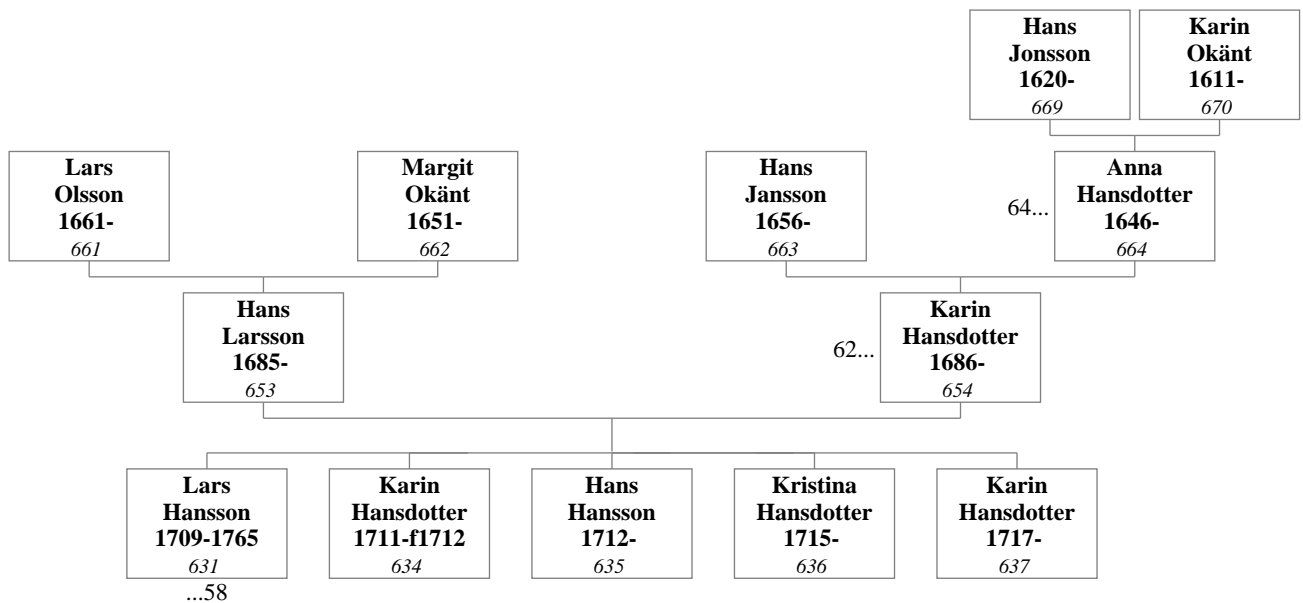 Hans
Jonsson
1620-
669
Karin
Okänt
1611-
670
Lars
Olsson
1661-
661
Margit
Okänt
1651-
662
Hans
Jansson
1656-
663
64...
Anna
Hansdotter
1646-
664
Hans
Larsson
1685-
653
62...
Karin
Hansdotter
1686-
654
Lars
Hansson
1709-1765
631
...58
Karin
Hansdotter
1711-f1712
634
Hans
Hansson
1712-
635
Kristina
Hansdotter
1715-
636
Karin
Hansdotter
1717-
637